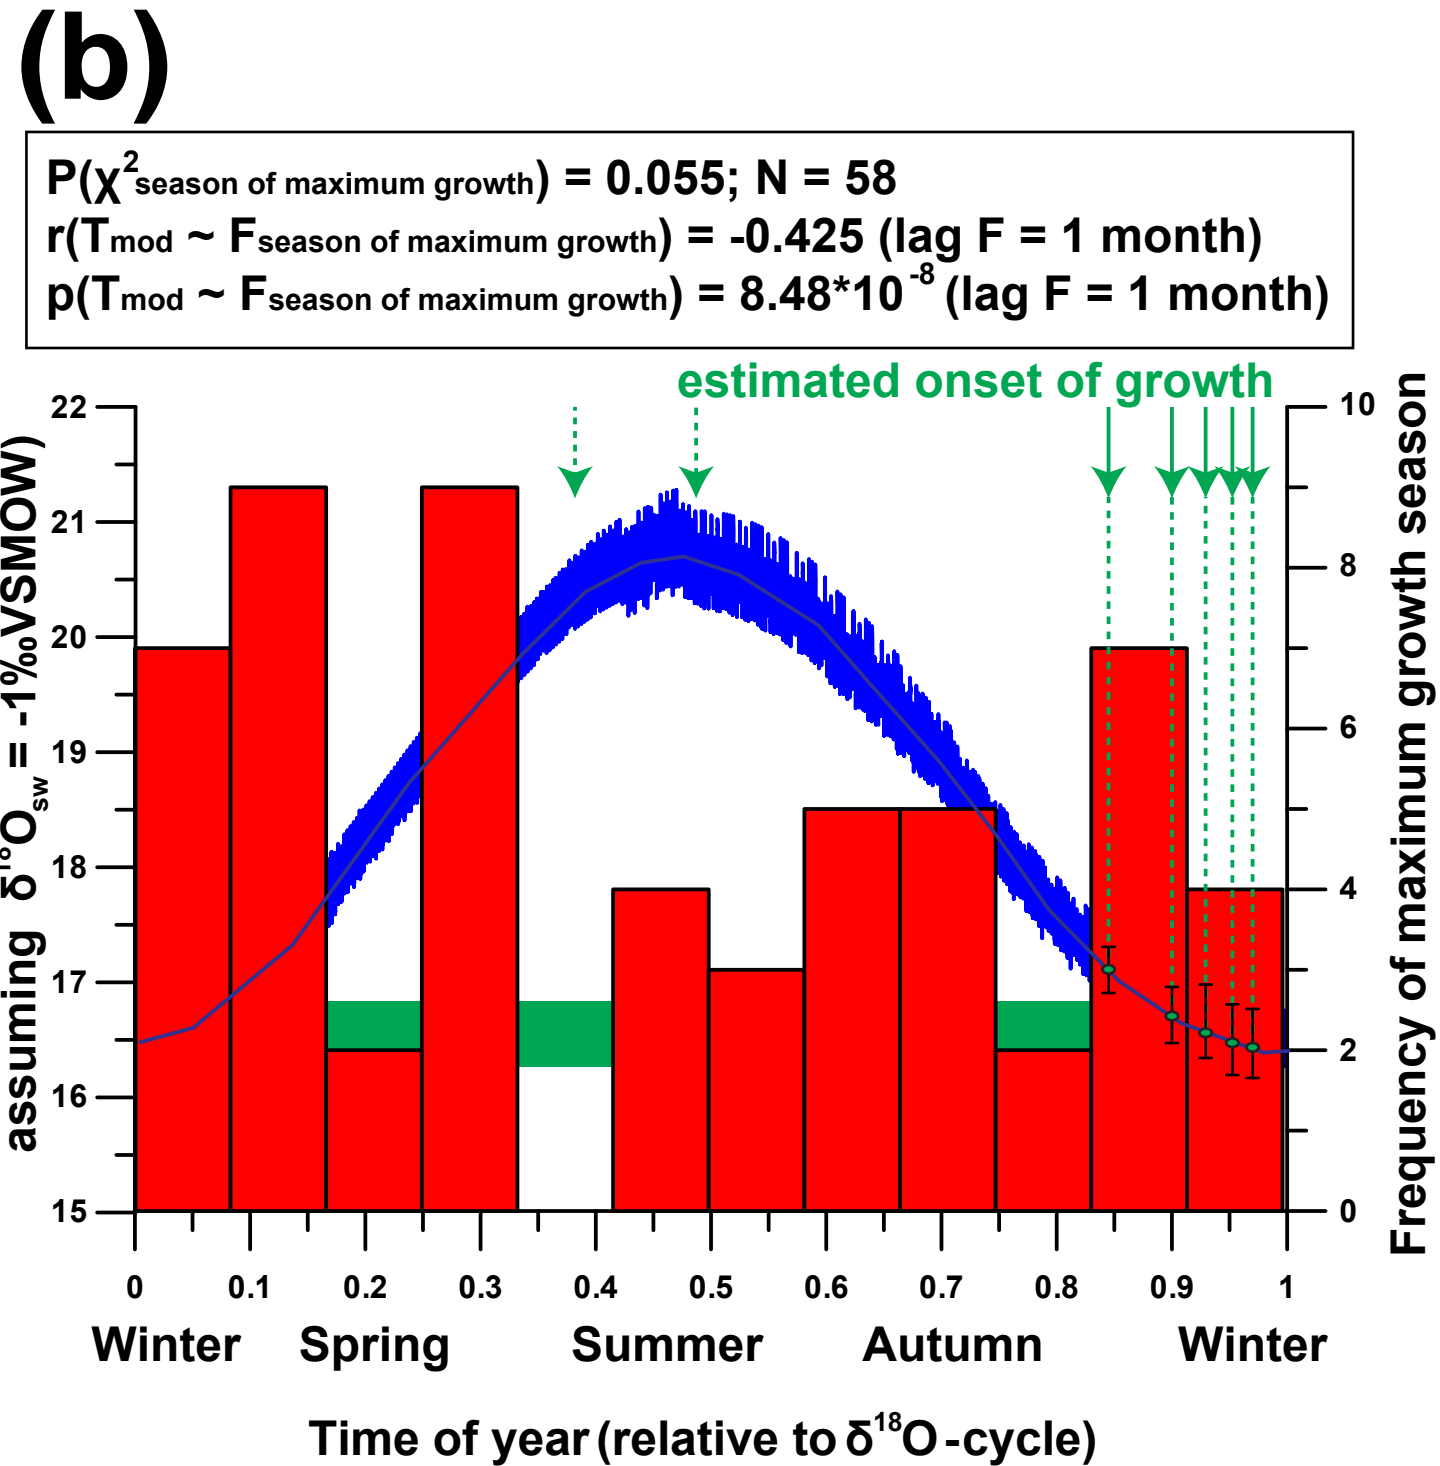 (b)
P(χ²season of maximum growth) = 0.055; N = 58
r(Tmod ~ Fseason of maximum growth) = -0.425 (lag F = 1 month)
p(Tmod ~ Fseason of maximum growth) = 8.48*10⁻⁸ (lag F = 1 month)
estimated onset of growth
assuming δ¹⁸Osw = -1‰VSMOW)
22
21
20
19
18
17
16
15
10
8
6
4
2
0
Frequency of maximum growth season
0 0.1 0.2 0.3 0.4 0.5 0.6 0.7 0.8 0.9 1
Winter Spring Summer Autumn Winter
Time of year (relative to δ¹⁸O-cycle)